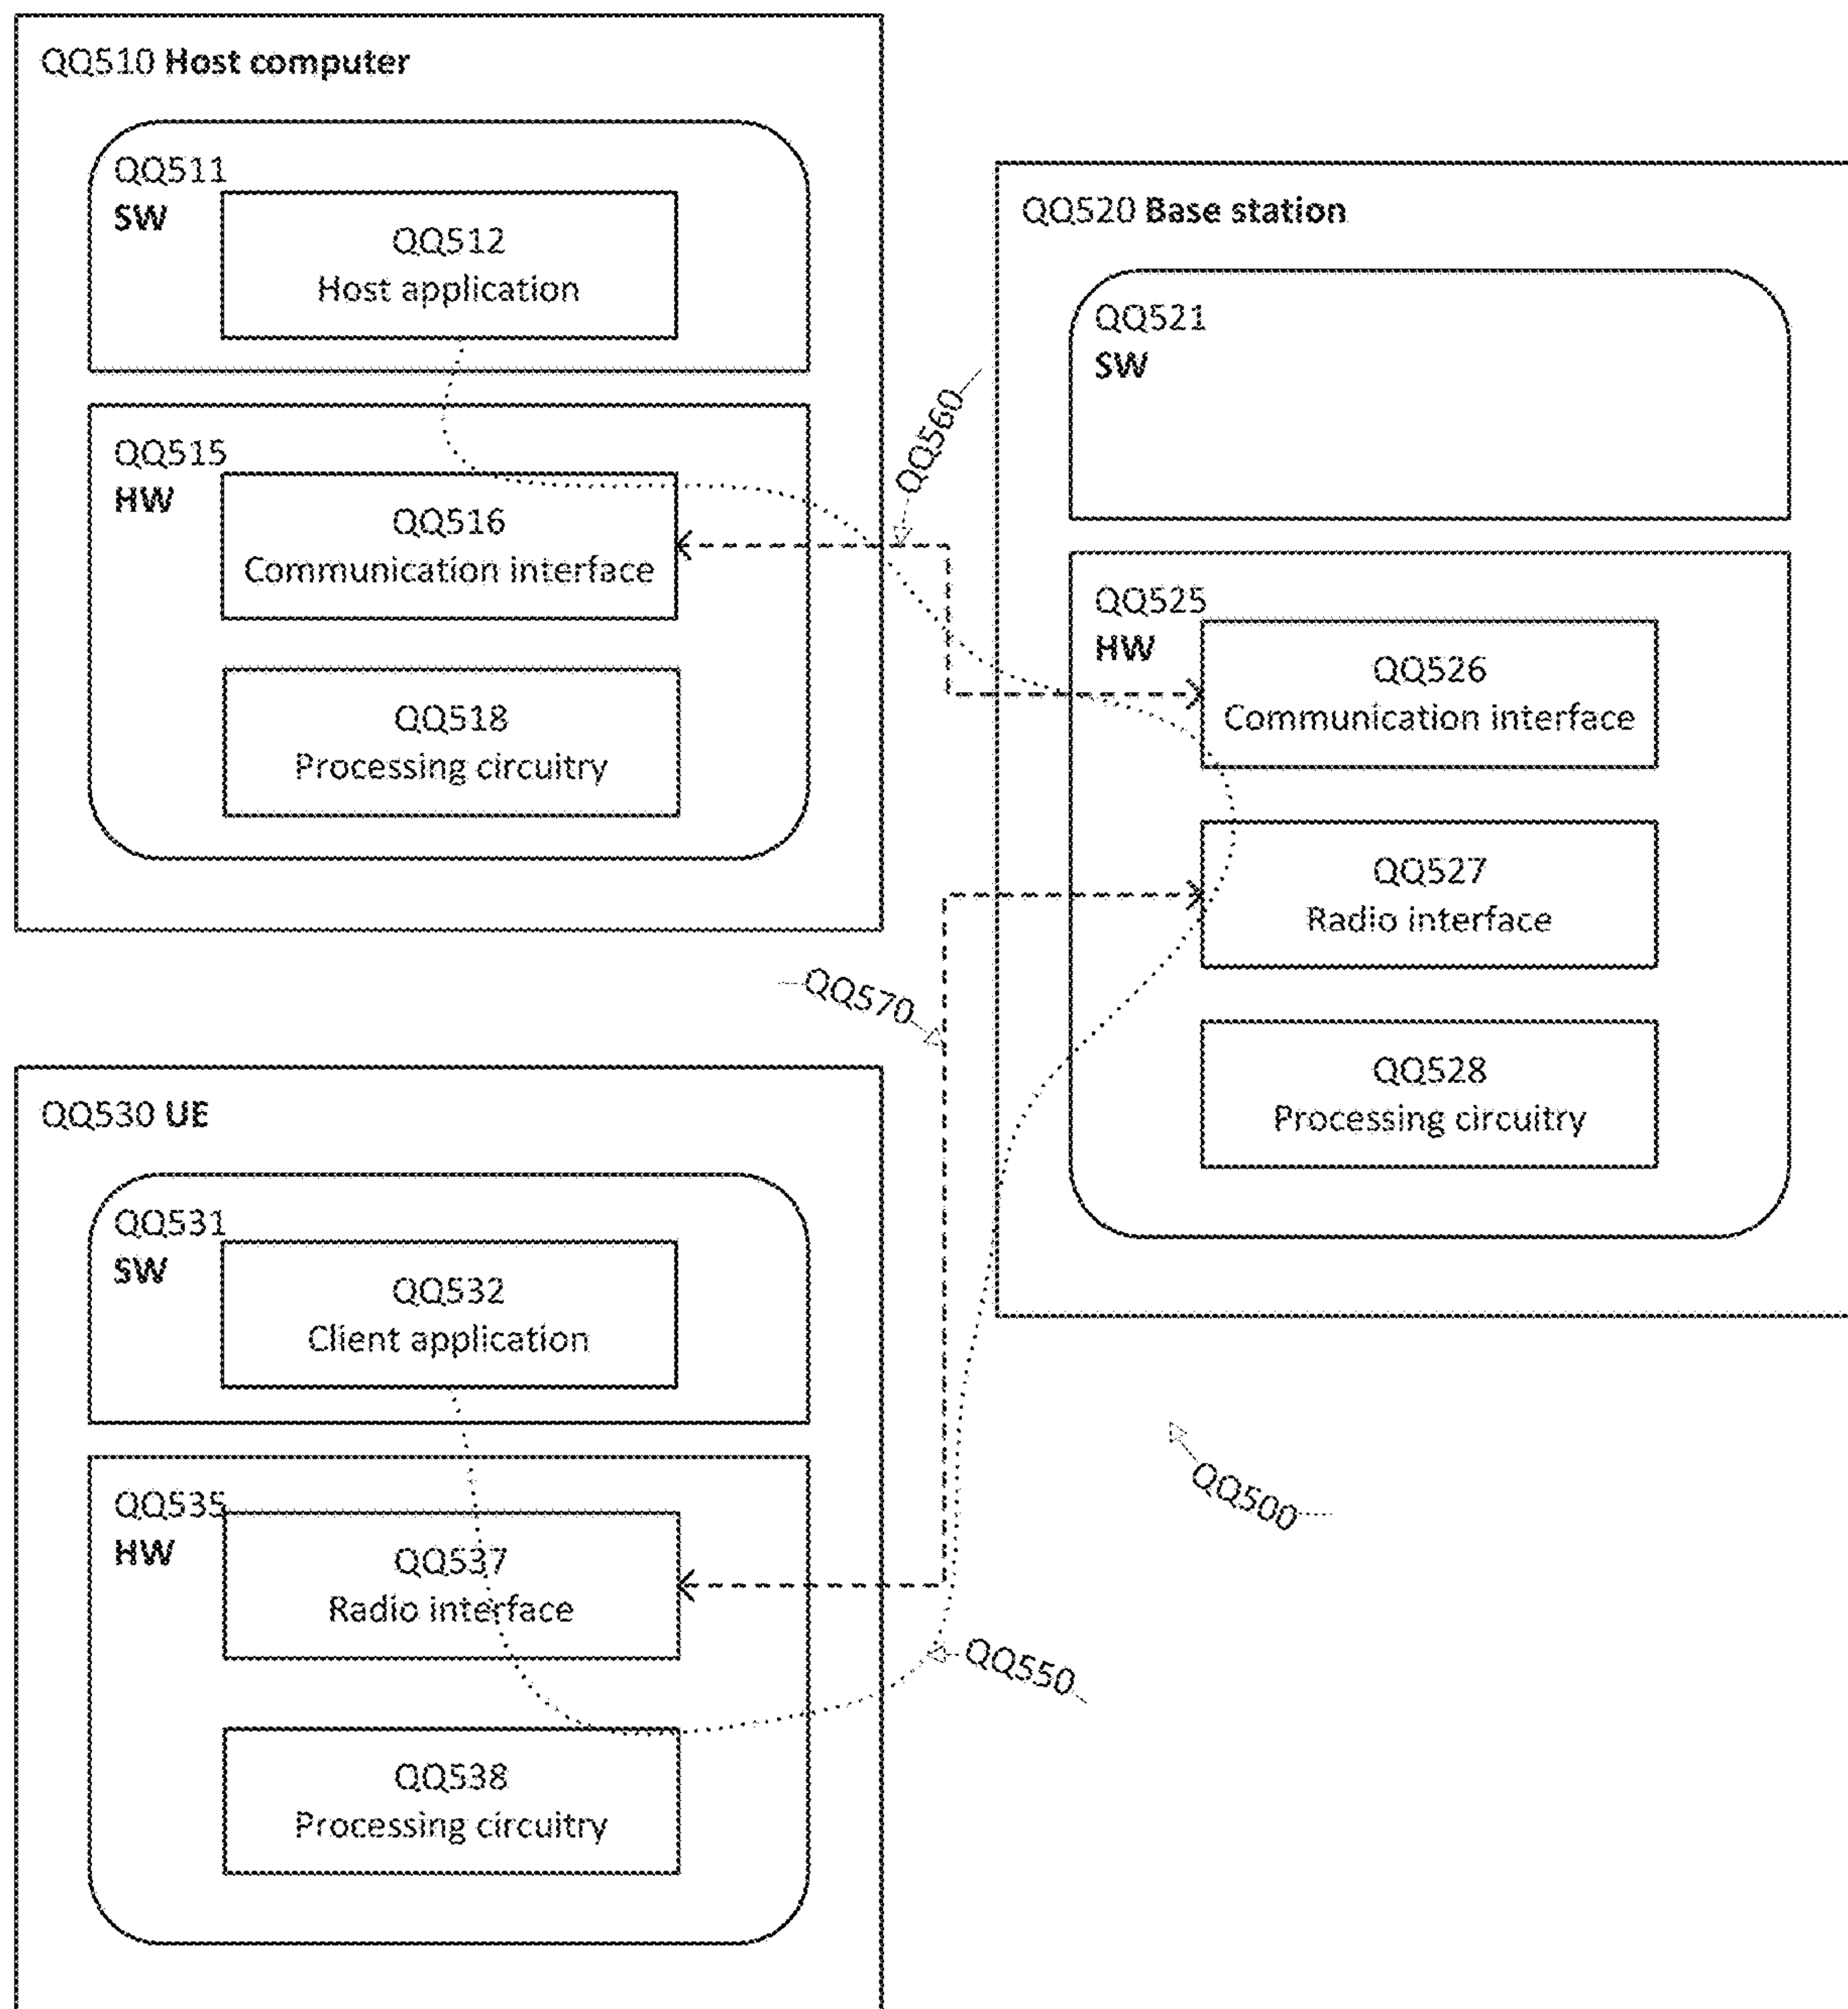 QQ510 Host computer
QQ511
SW
QQ512
Host application
QQ515
HW
QQ516
Communication interface
QQ518
Processing circuitry
QQ560
QQ520 Base station
QQ521
SW
QQ525
HW
QQ526
Communication interface
QQ527
Radio interface
QQ528
Processing circuitry
QQ570
QQ530 UE
QQ531
SW
QQ532
Client application
QQ535
HW
QQ537
Radio interface
QQ538
Processing circuitry
QQ500
QQ550